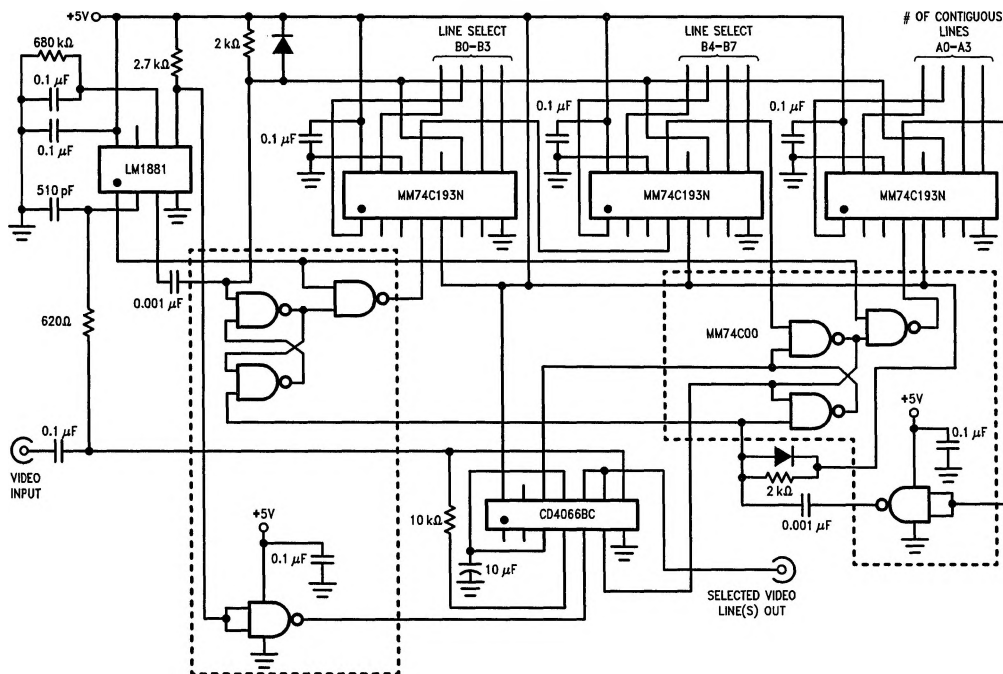 +5V
680 kΩ
0.1 μF
0.1 μF
2.7 kΩ
2 kΩ
LINE SELECT
B0-B3
LINE SELECT
B4-B7
# OF CONTIGUOUS
LINES
A0-A3
0.1 μF
0.1 μF
0.1 μF
LM1881
510 pF
MM74C193N
MM74C193N
MM74C193N
0.001 μF
620Ω
MM74C00
+5V
0.1 μF
0.1 μF
VIDEO
INPUT
2 kΩ
0.001 μF
10 kΩ
CD4066BC
+5V
0.1 μF
10 μF
SELECTED VIDEO
LINE(S) OUT